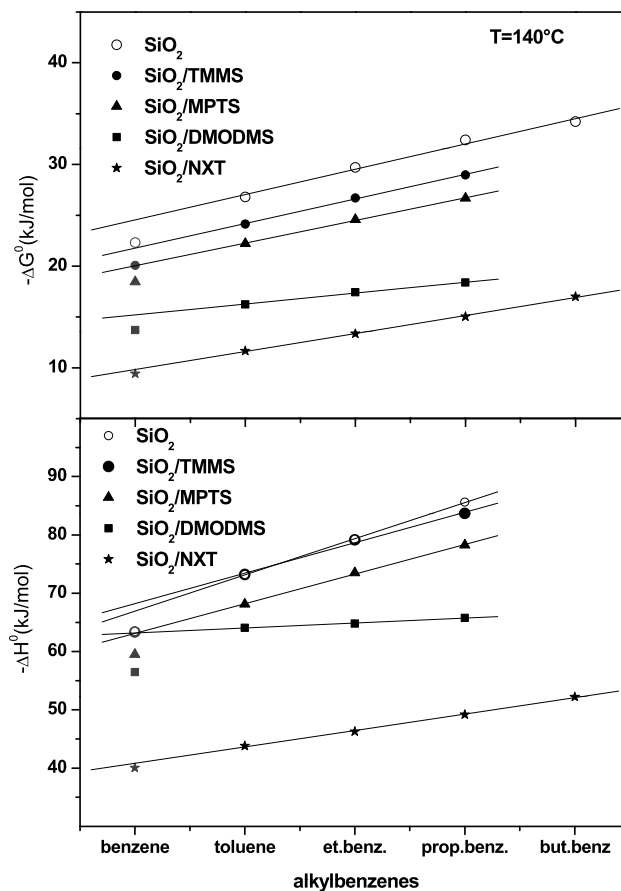 T=140°C
SiO₂
SiO₂/TMMS
SiO₂/MPTS
SiO₂/DMODMS
SiO₂/NXT
40
30
20
10
-ΔG⁰(kJ/mol)
SiO₂
SiO₂/TMMS
SiO₂/MPTS
SiO₂/DMODMS
SiO₂/NXT
90
80
70
60
50
40
-ΔH⁰(kJ/mol)
benzene toluene et.benz. prop.benz. but.benz
alkylbenzenes